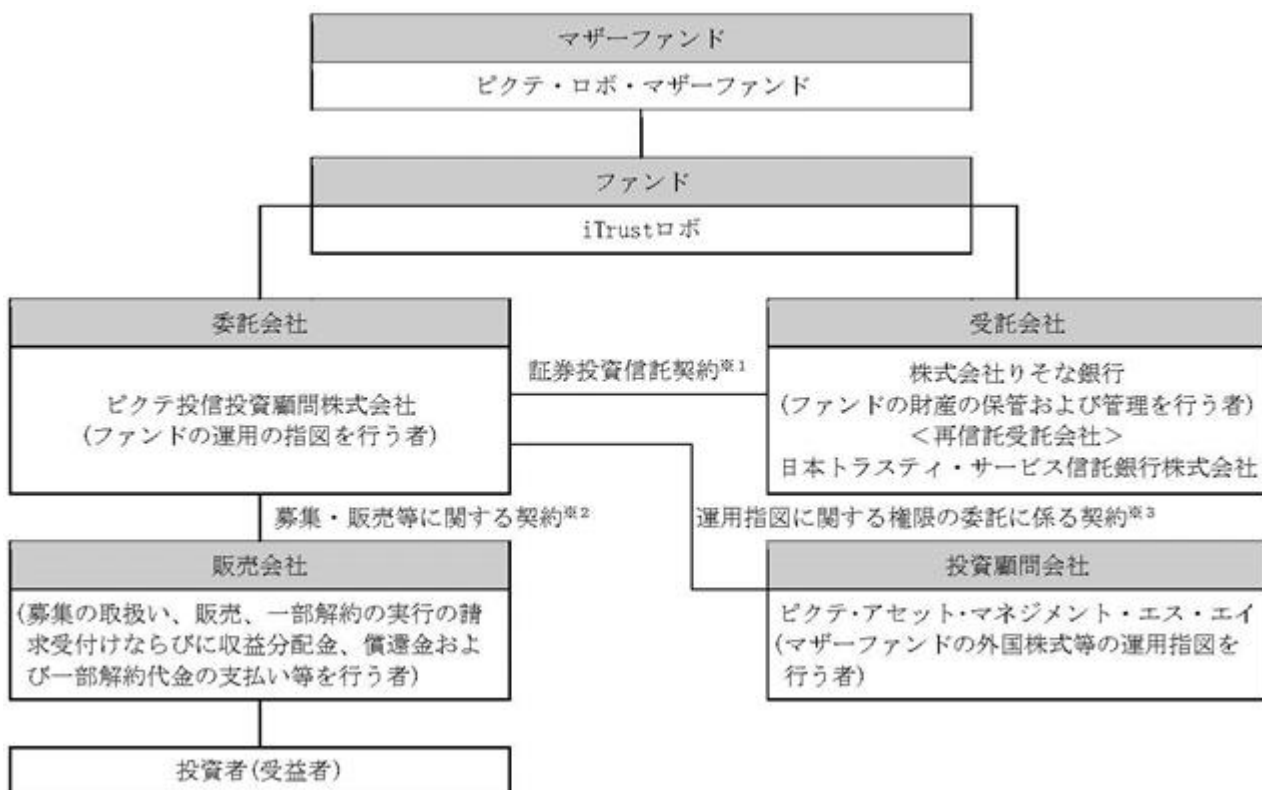 マザーファンド
ピクテ・ロボ・マザーファンド
ファンド
iTrustロボ
委託会社
ピクテ投信投資顧問株式会社
(ファンドの運用の指図を行う者)
証券投資信託契約※1
受託会社
株式会社りそな銀行
(ファンドの財産の保管および管理を行う者)
<再信託受託会社>
日本トラスティ・サービス信託銀行株式会社
募集・販売等に関する契約※2
運用指図に関する権限の委託に係る契約※3
販売会社
(募集の取扱い、販売、一部解約の実行の請
求受付けならびに収益分配金、償還金およ
び一部解約代金の支払い等を行う者)
投資顧問会社
ピクテ・アセット・マネジメント・エス・エイ
(マザーファンドの外国株式等の運用指図を
行う者)
投資者(受益者)